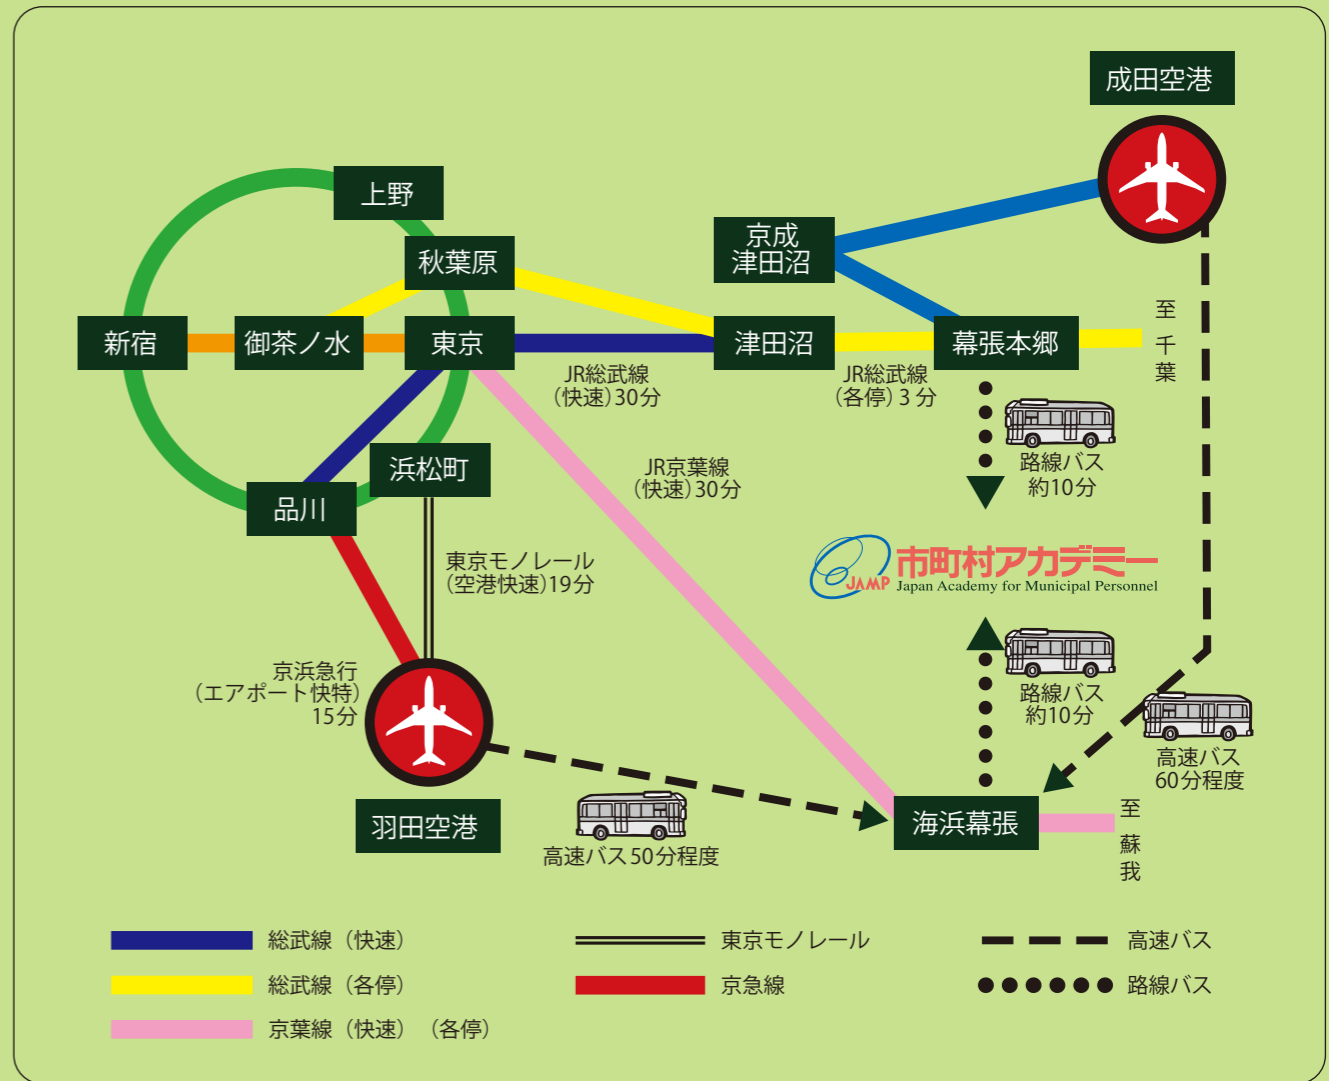 成田空港
上野
京成
津田沼
秋葉原
新宿
御茶ノ水
東京
津田沼
幕張本郷
至千葉
JR総武線
（快速）30分
JR総武線
（各停）3分
路線バス
約10分
浜松町
JR京葉線
（快速）30分
品川
東京モノレール
（空港快速）19分
市町村アカデミー
JAMP
Japan Academy for Municipal Personnel
京浜急行
（エアポート快特）
15分
路線バス
約10分
高速バス
60分程度
羽田空港
高速バス50分程度
海浜幕張
至蘇我
総武線（快速）
東京モノレール
高速バス
総武線（各停）
京急線
路線バス
京葉線（快速）（各停）